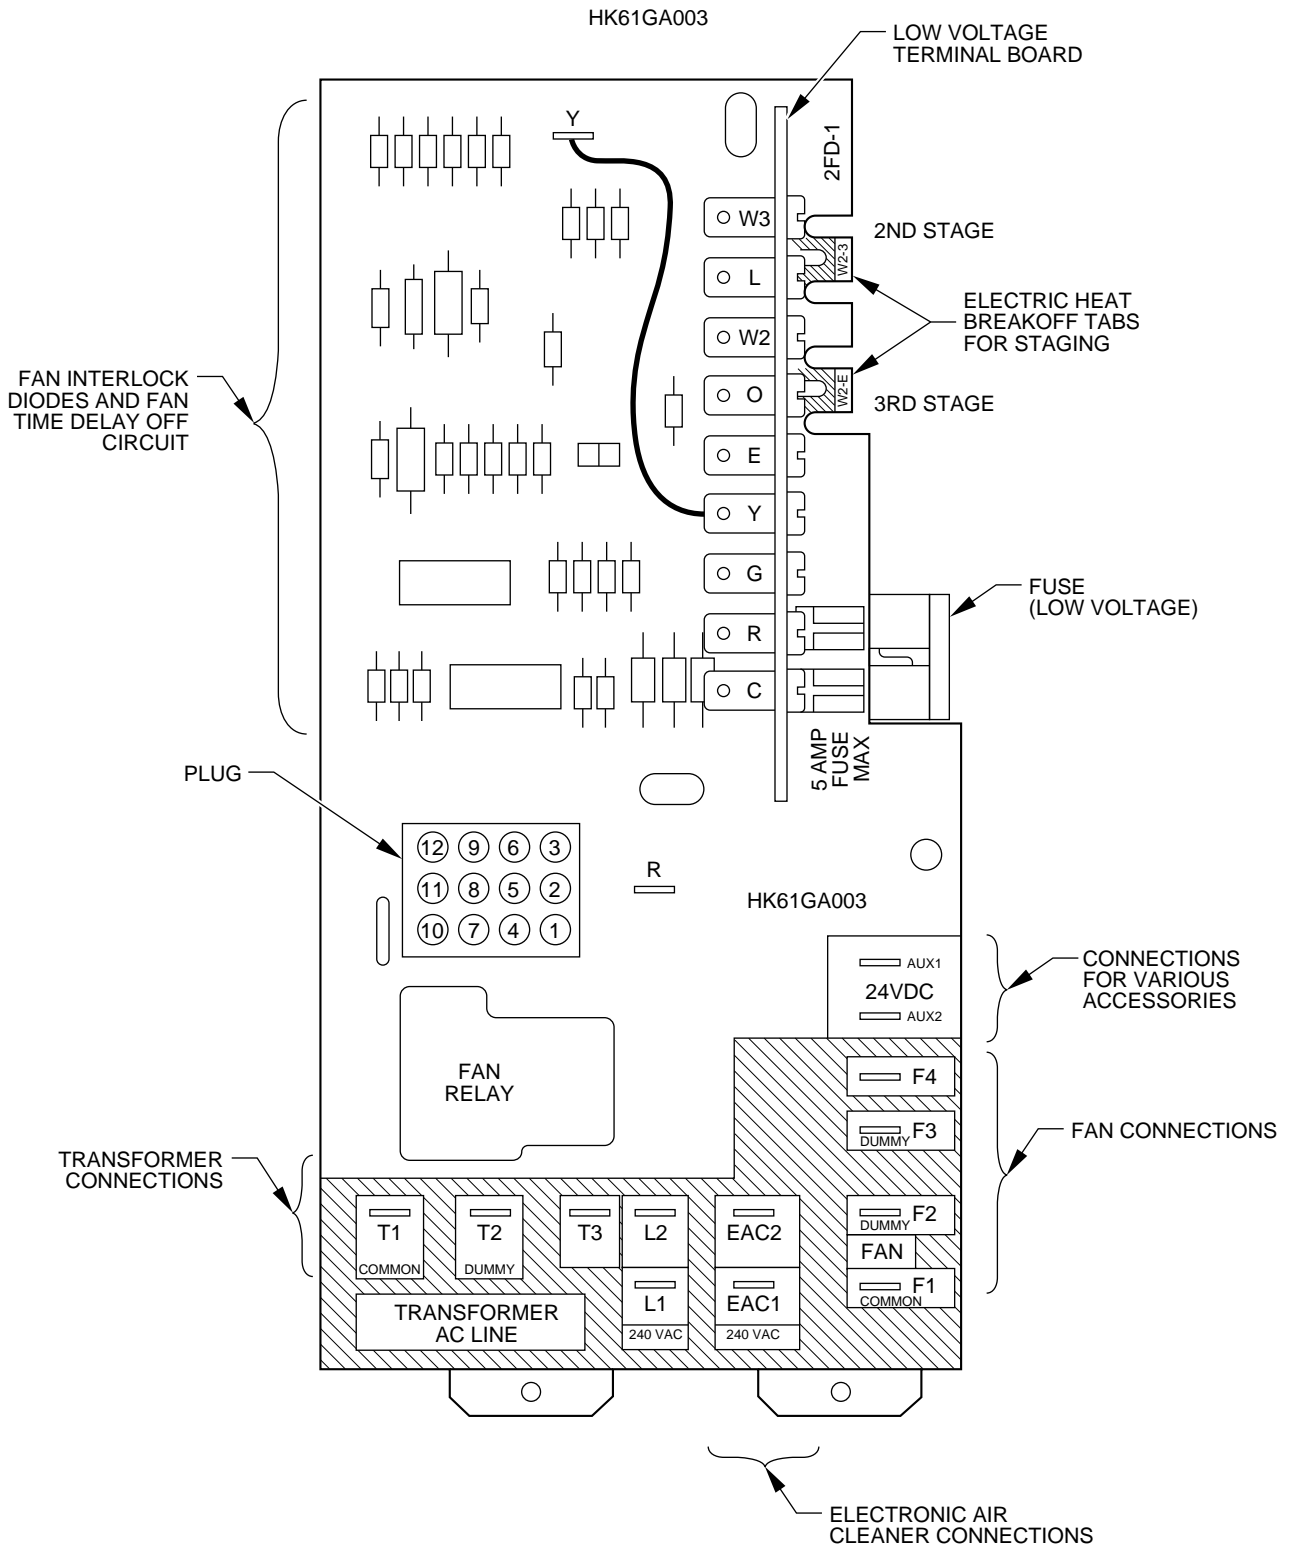 HK61GA003
LOW VOLTAGE
TERMINAL BOARD
Y
2FD-1
W3
2ND STAGE
W2-3
L
ELECTRIC HEAT
BREAKOFF TABS
FOR STAGING
W2
FAN INTERLOCK
DIODES AND FAN
TIME DELAY OFF
CIRCUIT
O
W2-E
3RD STAGE
E
Y
G
FUSE
(LOW VOLTAGE)
R
C
5 AMP
FUSE
MAX
PLUG
12 9 6 3
11 8 5 2
10 7 4 1
R
HK61GA003
AUX1
24VDC
AUX2
CONNECTIONS
FOR VARIOUS
ACCESSORIES
FAN
RELAY
F4
DUMMY F3
FAN CONNECTIONS
TRANSFORMER
CONNECTIONS
T1
COMMON
T2
DUMMY
T3
L2
EAC2
F2
DUMMY
FAN
F1
COMMON
TRANSFORMER
AC LINE
L1
240 VAC
EAC1
240 VAC
ELECTRONIC AIR
CLEANER CONNECTIONS